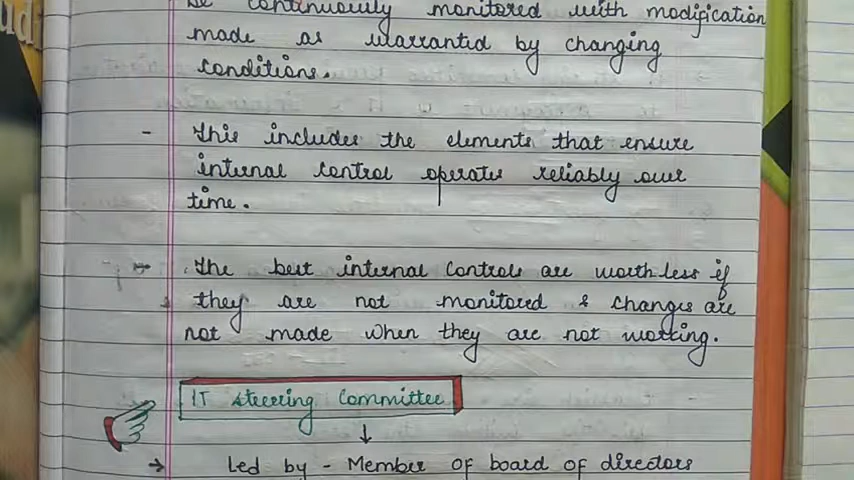 be continuously monitored with modification
made as warranted by changing
conditions.
- This includes the elements that ensure
internal control operates reliably over
time.
→ The best internal controls are worthless if
they are not monitored & changes are
not made when they are not working.
IT steering committee
↓
→ Led by - Member of board of directors